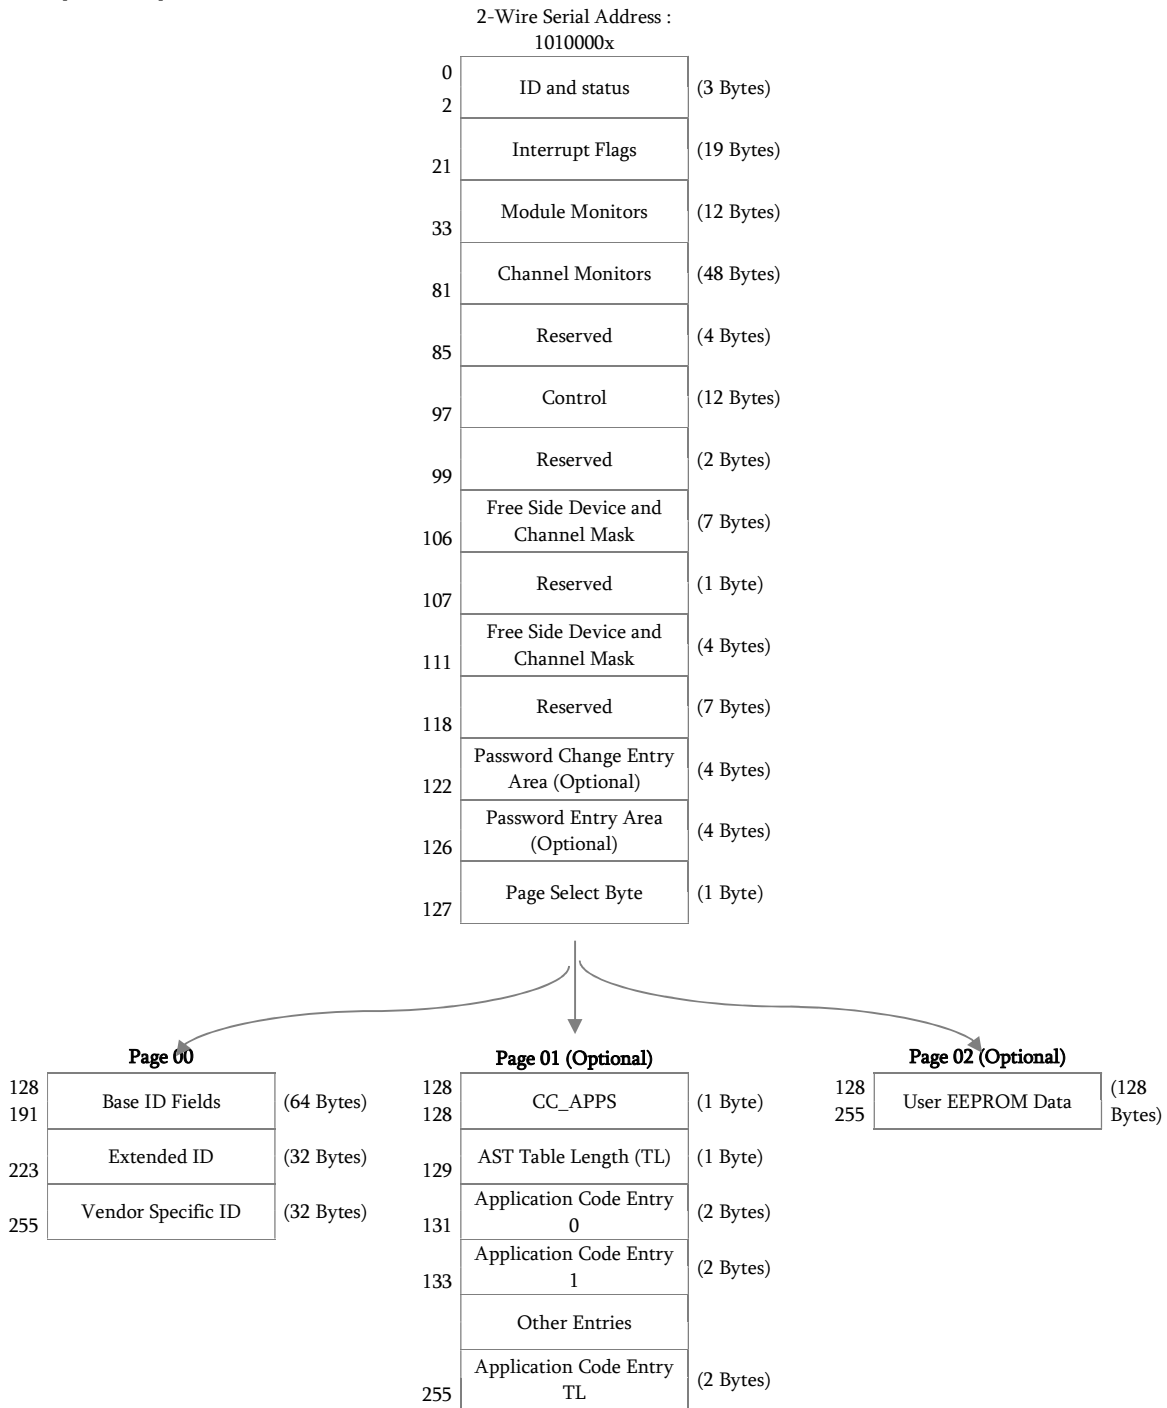 2-Wire Serial Address :
1010000x
0
2
ID and status
(3 Bytes)
21
Interrupt Flags
(19 Bytes)
33
Module Monitors
(12 Bytes)
81
Channel Monitors
(48 Bytes)
85
Reserved
(4 Bytes)
97
Control
(12 Bytes)
99
Reserved
(2 Bytes)
106
Free Side Device and
Channel Mask
(7 Bytes)
107
Reserved
(1 Byte)
111
Free Side Device and
Channel Mask
(4 Bytes)
118
Reserved
(7 Bytes)
122
Password Change Entry
Area (Optional)
(4 Bytes)
126
Password Entry Area
(Optional)
(4 Bytes)
127
Page Select Byte
(1 Byte)
Page 00
128
191
Base ID Fields
(64 Bytes)
223
Extended ID
(32 Bytes)
255
Vendor Specific ID
(32 Bytes)
Page 01 (Optional)
128
128
CC_APPS
(1 Byte)
129
AST Table Length (TL)
(1 Byte)
131
Application Code Entry
0
(2 Bytes)
133
Application Code Entry
1
(2 Bytes)
Other Entries
255
Application Code Entry
TL
(2 Bytes)
Page 02 (Optional)
128
255
User EEPROM Data
(128
Bytes)